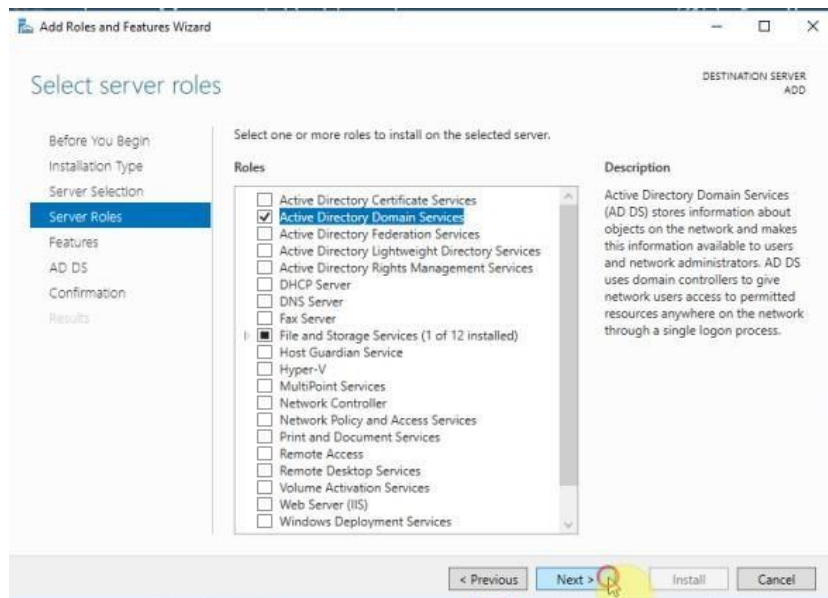 Add Roles and Features Wizard
Select server roles
DESTINATION SERVER
ADD
Before You Begin
Installation Type
Server Selection
Server Roles
Features
AD DS
Confirmation
Results
Select one or more roles to install on the selected server.
Roles
Active Directory Certificate Services
Active Directory Domain Services
Active Directory Federation Services
Active Directory Lightweight Directory Services
Active Directory Rights Management Services
DHCP Server
DNS Server
Fax Server
File and Storage Services (1 of 12 installed)
Host Guardian Service
Hyper-V
MultiPoint Services
Network Controller
Network Policy and Access Services
Print and Document Services
Remote Access
Remote Desktop Services
Volume Activation Services
Web Server (IIS)
Windows Deployment Services
Description
Active Directory Domain Services
(AD DS) stores information about
objects on the network and makes
this information available to users
and network administrators. AD DS
uses domain controllers to give
network users access to permitted
resources anywhere on the network
through a single logon process.
< Previous
Next >
Install
Cancel